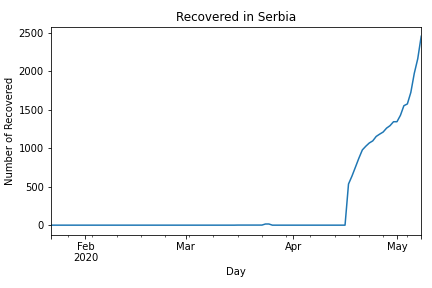 Recovered in Serbia
Number of Recovered
2500
2000
1500
1000
500
0
Feb
2020
Mar
Apr
May
Day